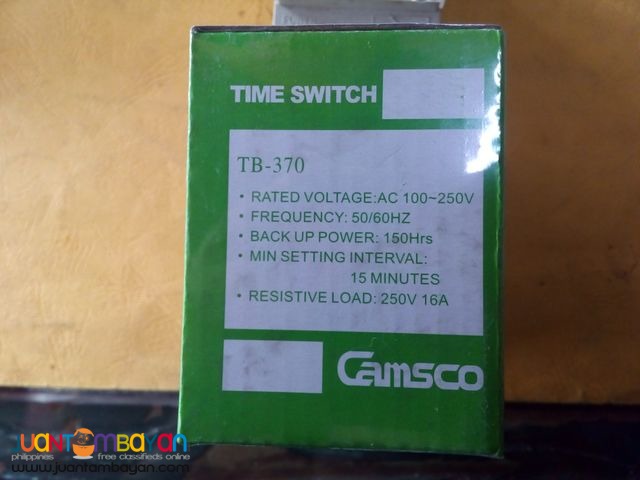 TIME SWITCH
TB-370
• RATED VOLTAGE:AC 100~250V
• FREQUENCY: 50/60HZ
• BACK UP POWER: 150Hrs
• MIN SETTING INTERVAL:
15 MINUTES
• RESISTIVE LOAD: 250V 16A
Camsco
JUANTAMBAYAN
philippines free classifieds online
www.juantambayan.com